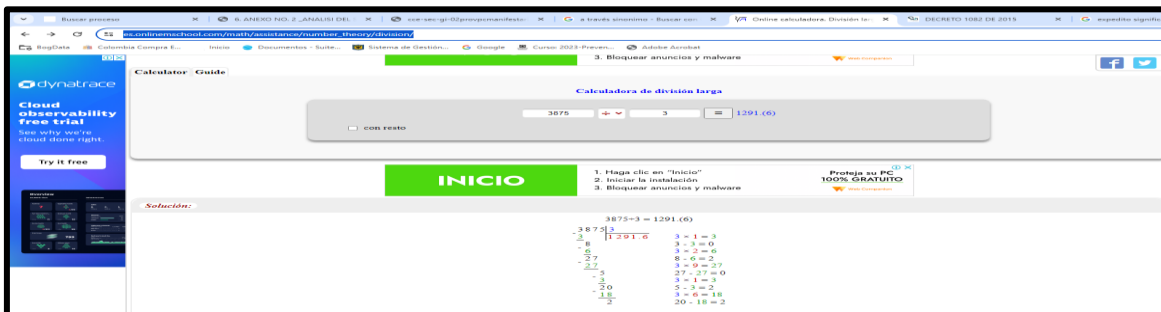 Buscar proceso
6. ANEXO NO. 2 _ANALISI DEL
cce-sec-gi-02provpcmanifesto
a través sinonimo - Buscar con
Online calculadora. División lar
DECRETO 1082 DE 2015
expedito signific
es.onlinemschool.com/math/assistance/number_theory/division/
BogData
Colombia Compra E...
Inicio
Documentos - Suite...
Sistema de Gestión...
Google
Curso 2023-Preven...
Adobe Acrobat
3. Bloquear anuncios y malware
Calculator Guide
dynatrace
Cloud
observability
free trial
See why we're
cloud done right.
Try it free
Calculadora de división larga
3875 ÷ 3 = 1291.(6)
con resto
INICIO
1. Haga clic en "Inicio"
2. Iniciar la instalación
3. Bloquear anuncios y malware
Proteja su PC
100% GRATUITO
Solución:
3875÷3 = 1291.(6)
3875 3
3 1291.6 3 × 1 = 3
8 3 - 3 = 0
6 3 × 2 = 6
27 8 - 6 = 2
27 3 × 9 = 27
5 27 - 27 = 0
3 3 × 1 = 3
20 5 - 3 = 2
18 3 × 6 = 18
2 20 - 18 = 2